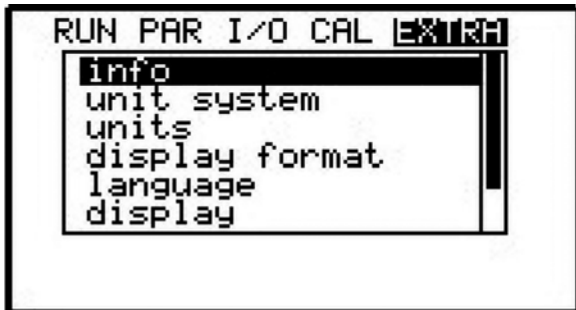 RUN PAR I/O CAL EXTRA
info
unit system
units
display format
language
display